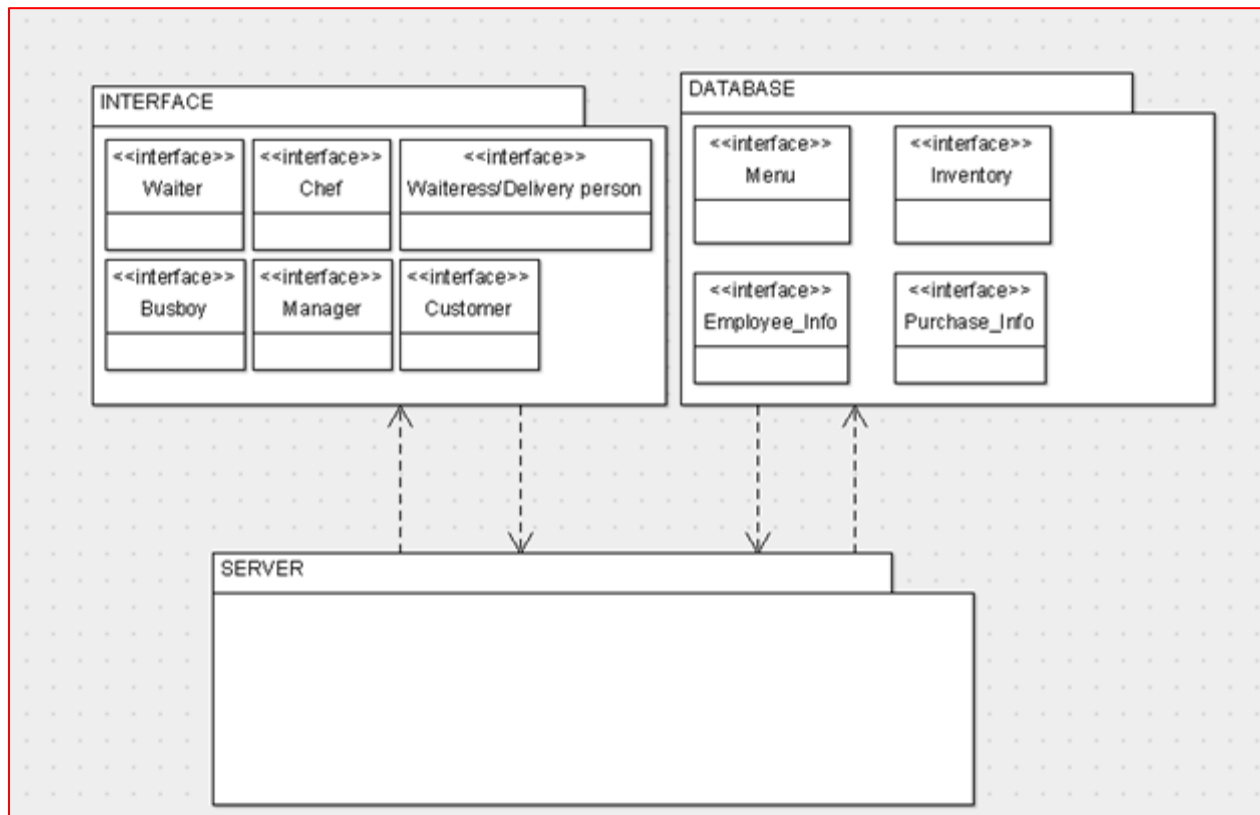 INTERFACE
<<interface>>
Waiter
<<interface>>
Chef
<<interface>>
Waiteress/Delivery person
<<interface>>
Busboy
<<interface>>
Manager
<<interface>>
Customer
DATABASE
<<interface>>
Menu
<<interface>>
Inventory
<<interface>>
Employee_Info
<<interface>>
Purchase_Info
SERVER